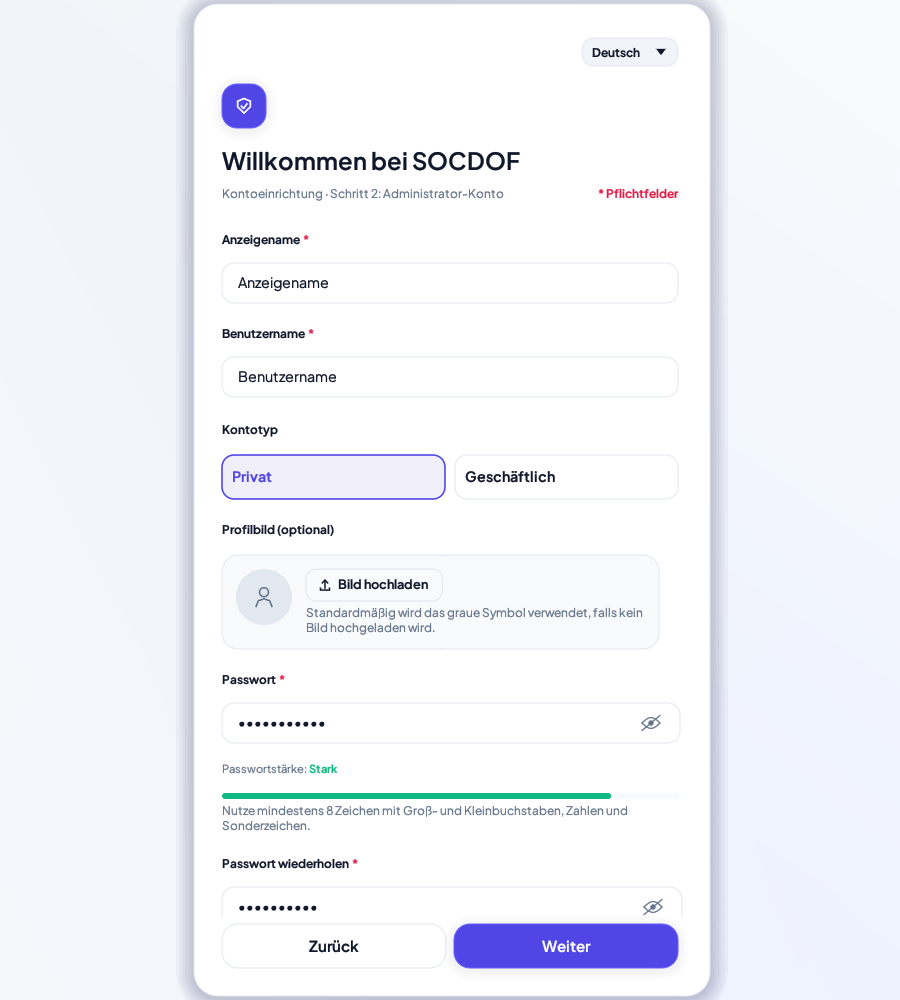 Deutsch
Willkommen bei SOCDOF
Kontoeinrichtung · Schritt 2: Administrator-Konto
* Pflichtfelder
Anzeigename *
Anzeigename
Benutzername *
Benutzername
Kontotyp
Privat
Geschäftlich
Profilbild (optional)
Bild hochladen
Standardmäßig wird das graue Symbol verwendet, falls kein
Bild hochgeladen wird.
Passwort *
•••••••••••
Passwortstärke: Stark
Nutze mindestens 8 Zeichen mit Groß- und Kleinbuchstaben, Zahlen und
Sonderzeichen.
Passwort wiederholen *
••••••••••
Zurück
Weiter